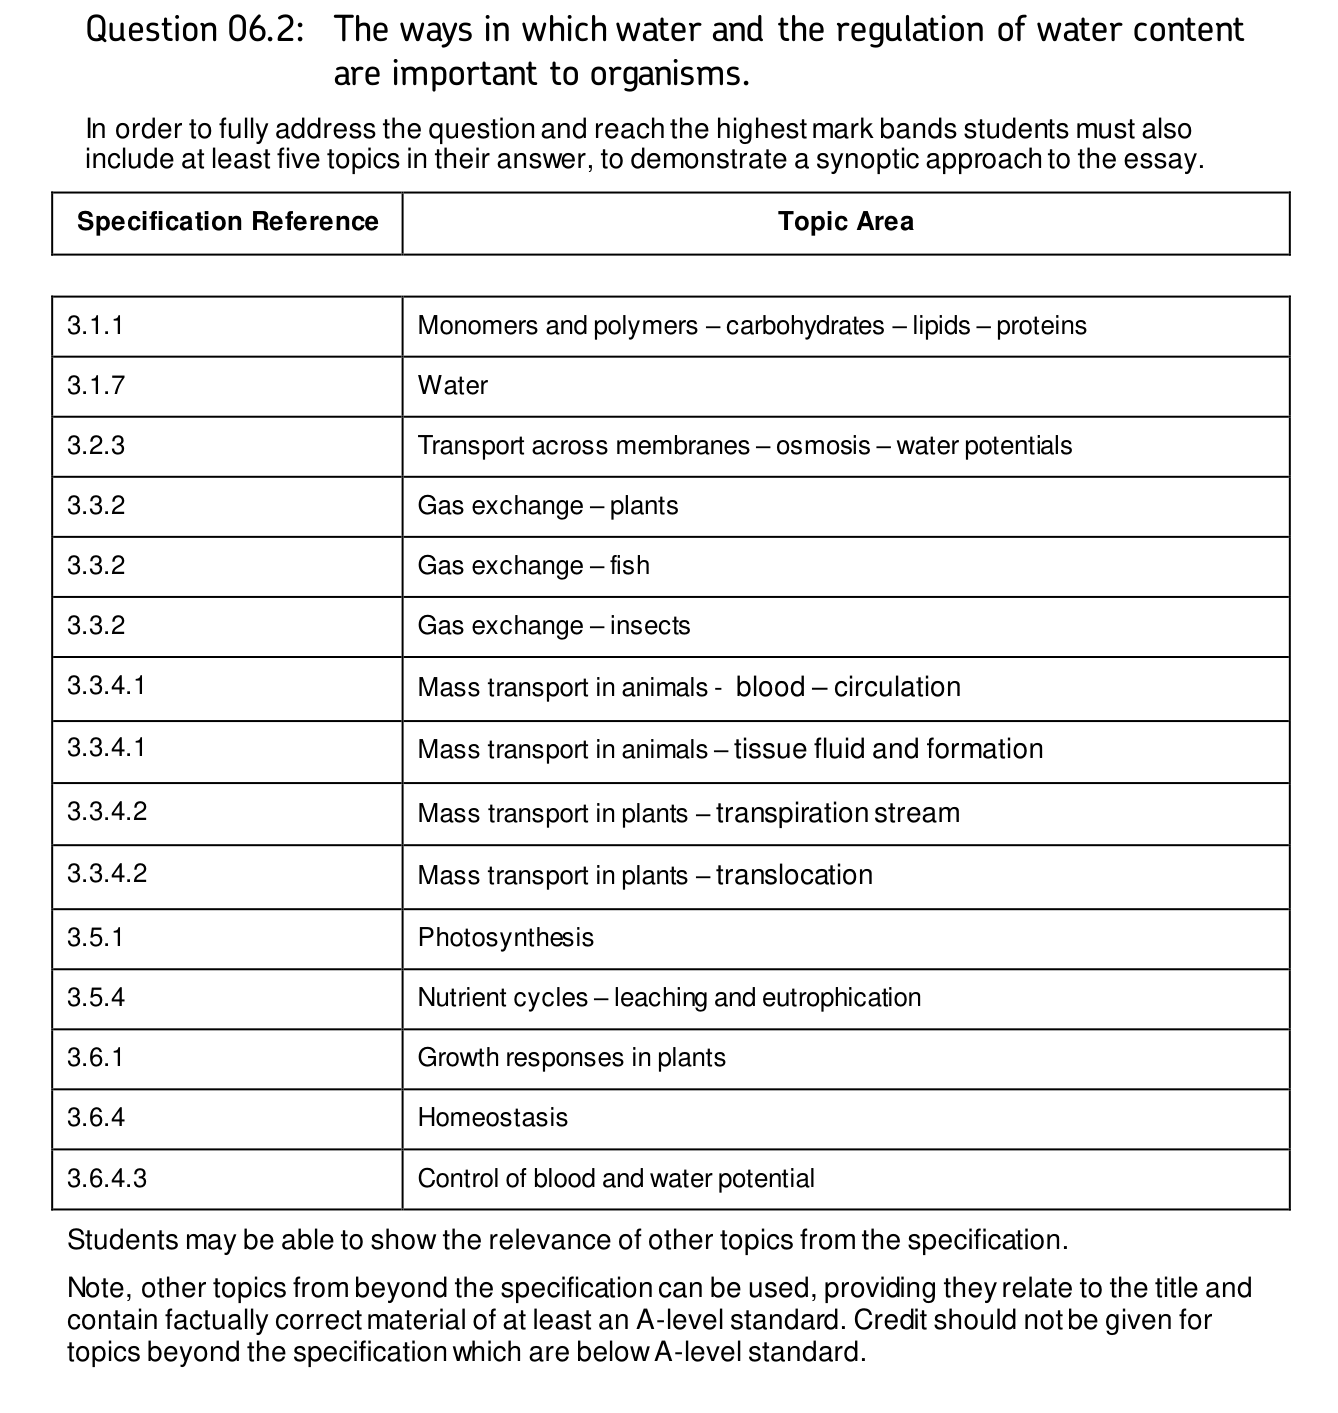 Question 06.2: The ways in which water and the regulation of water content
are important to organisms.
In order to fully address the question and reach the highest mark bands students must also
include at least five topics in their answer, to demonstrate a synoptic approach to the essay.
Specification Reference Topic Area
3.1.1 Monomers and polymers – carbohydrates – lipids – proteins
3.1.7 Water
3.2.3 Transport across membranes – osmosis – water potentials
3.3.2 Gas exchange – plants
3.3.2 Gas exchange – fish
3.3.2 Gas exchange – insects
3.3.4.1 Mass transport in animals - blood – circulation
3.3.4.1 Mass transport in animals – tissue fluid and formation
3.3.4.2 Mass transport in plants – transpiration stream
3.3.4.2 Mass transport in plants – translocation
3.5.1 Photosynthesis
3.5.4 Nutrient cycles – leaching and eutrophication
3.6.1 Growth responses in plants
3.6.4 Homeostasis
3.6.4.3 Control of blood and water potential
Students may be able to show the relevance of other topics from the specification.
Note, other topics from beyond the specification can be used, providing they relate to the title and
contain factually correct material of at least an A-level standard. Credit should not be given for
topics beyond the specification which are below A-level standard.